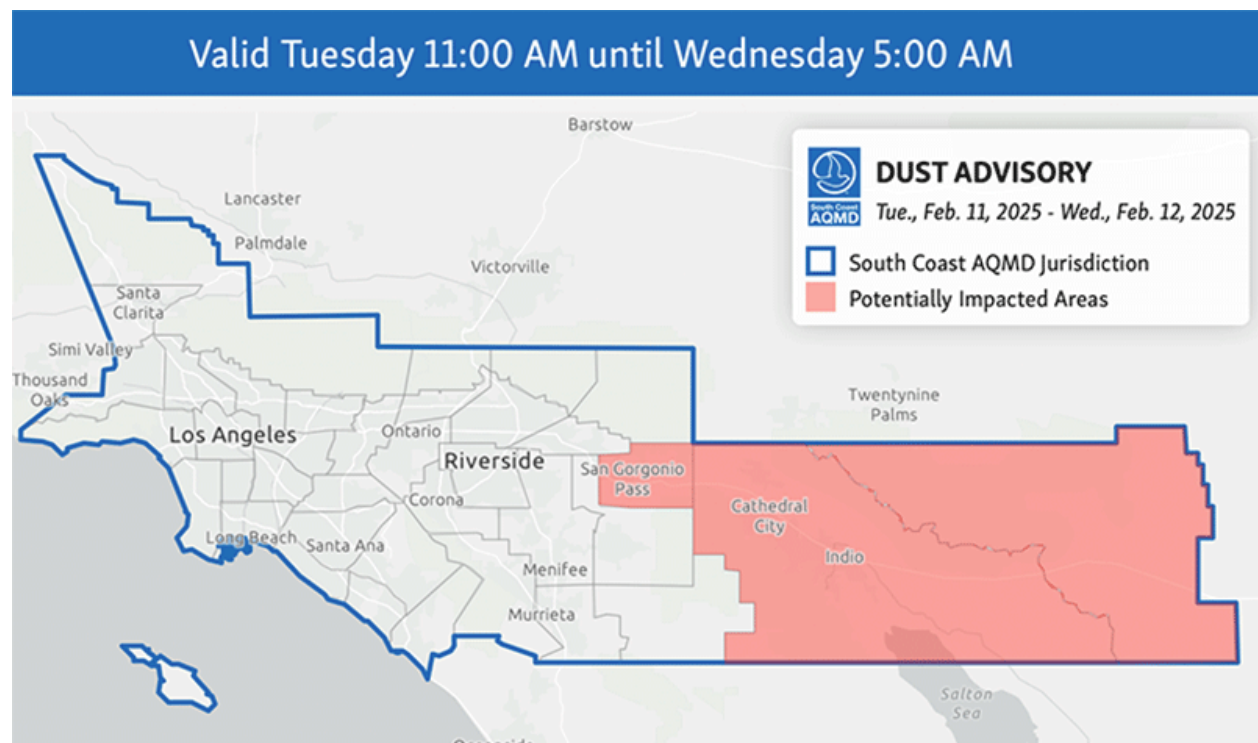 Valid Tuesday 11:00 AM until Wednesday 5:00 AM
Barstow
DUST ADVISORY
South Coast
AQMD
Tue., Feb. 11, 2025 - Wed., Feb. 12, 2025
South Coast AQMD Jurisdiction
Potentially Impacted Areas
Lancaster
Palmdale
Victorville
Santa
Clarita
Simi Valley
Thousand
Oaks
Twentynine
Palms
Los Angeles
Ontario
Riverside
San Gorgonio
Pass
Corona
Cathedral
City
Long Beach
Santa Ana
Indio
Menifee
Murrieta
Salton
Sea